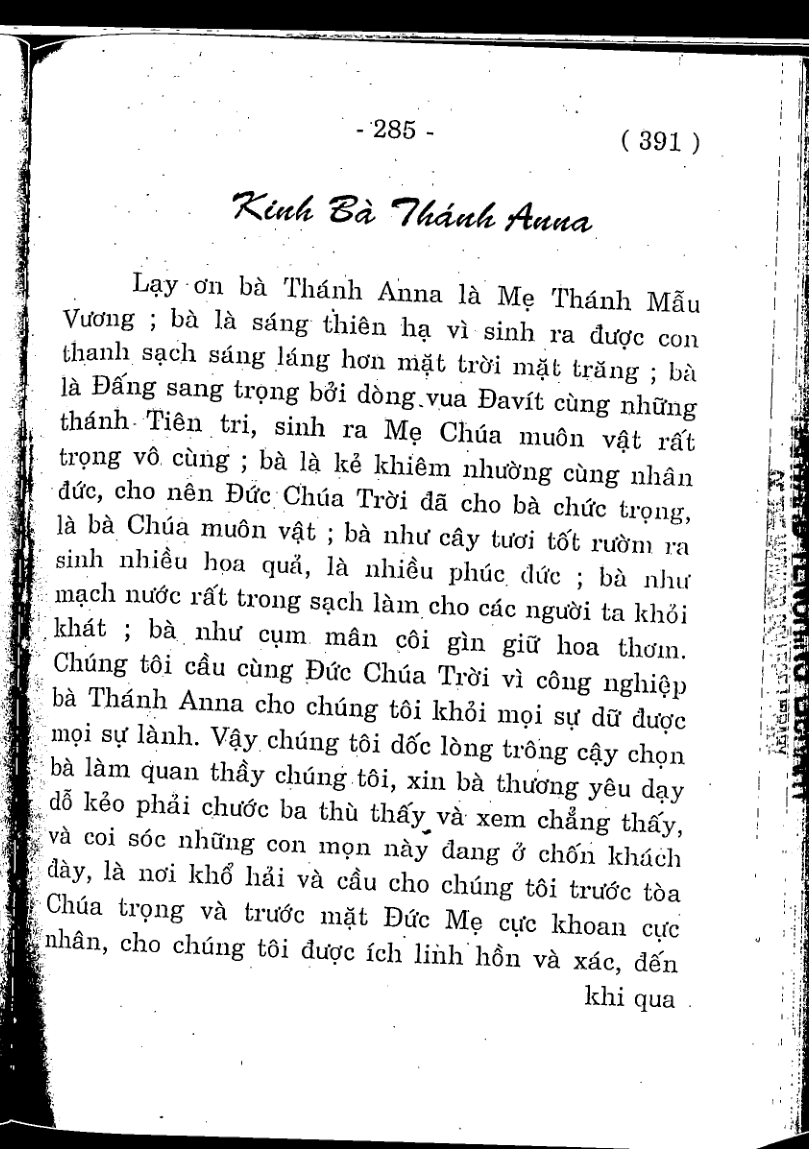 - 285 -
( 391 )
Kinh Bà Thánh Anna
Lạy ơn bà Thánh Anna là Mẹ Thánh Mẫu
Vương ; bà là sáng thiên hạ vì sinh ra được con
thanh sạch sáng láng hơn mặt trời mặt trăng ; bà
là Đấng sang trọng bởi dòng vua Đavít cùng những
thánh Tiên tri, sinh ra Mẹ Chúa muôn vật rất
trọng vô cùng ; bà là kẻ khiêm nhường cùng nhân
đức, cho nên Đức Chúa Trời đã cho bà chức trọng,
là bà Chúa muôn vật ; bà như cây tươi tốt rườm ra
sinh nhiều hoa quả, là nhiều phúc đức ; bà như
mạch nước rất trong sạch làm cho các người ta khỏi
khát ; bà như cụm mân côi gìn giữ hoa thơm.
Chúng tôi cầu cùng Đức Chúa Trời vì công nghiệp
bà Thánh Anna cho chúng tôi khỏi mọi sự dữ được
mọi sự lành. Vậy chúng tôi dốc lòng trông cậy chọn
bà làm quan thầy chúng tôi, xin bà thương yêu dạy
dỗ kẻo phải chước ba thù thấy và xem chẳng thấy,
và coi sóc những con mọn này đang ở chốn khách
đày, là nơi khổ hải và cầu cho chúng tôi trước tòa
Chúa trọng và trước mặt Đức Mẹ cực khoan cực
nhân, cho chúng tôi được ích linh hồn và xác, đến
khi qua